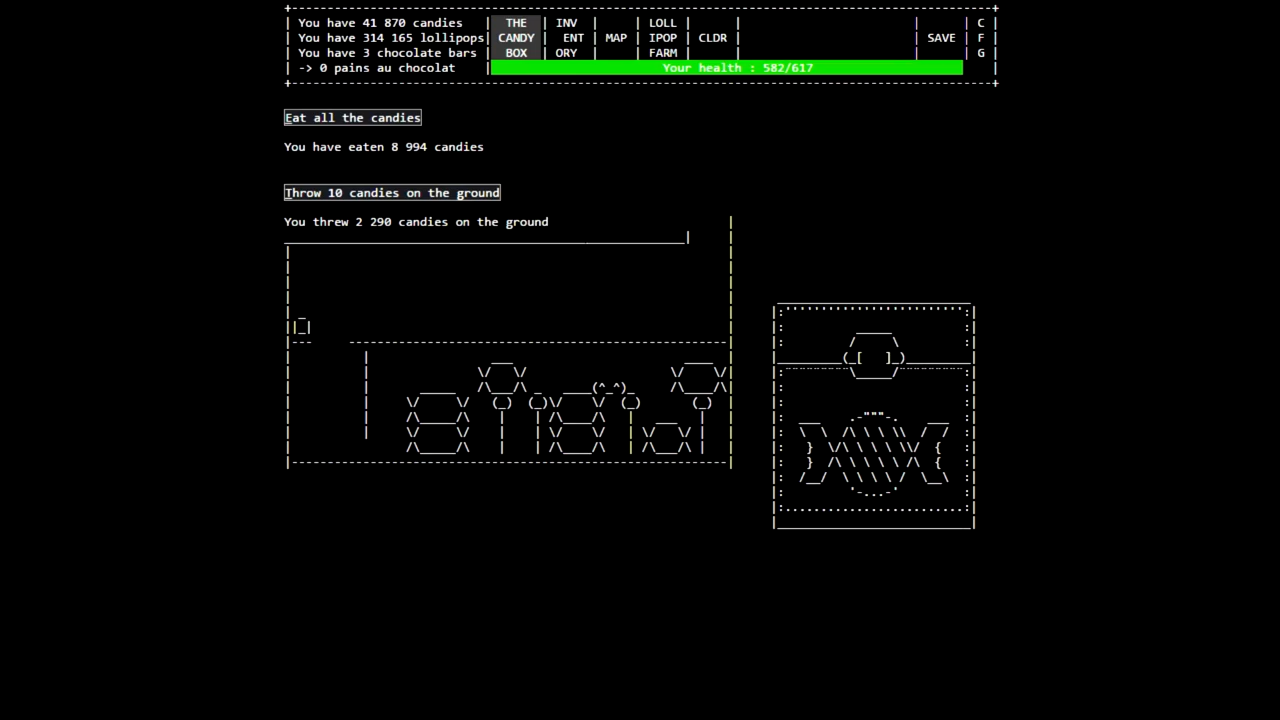 You have 41 870 candies
You have 314 165 lollipops
You have 3 chocolate bars
-> 0 pains au chocolat
THE
CANDY
BOX
INV
ENT
ORY
MAP
LOLL
IPOP
FARM
CLDR
SAVE
C
F
G
Your health : 582/617
Eat all the candies
You have eaten 8 994 candies
Throw 10 candies on the ground
You threw 2 290 candies on the ground